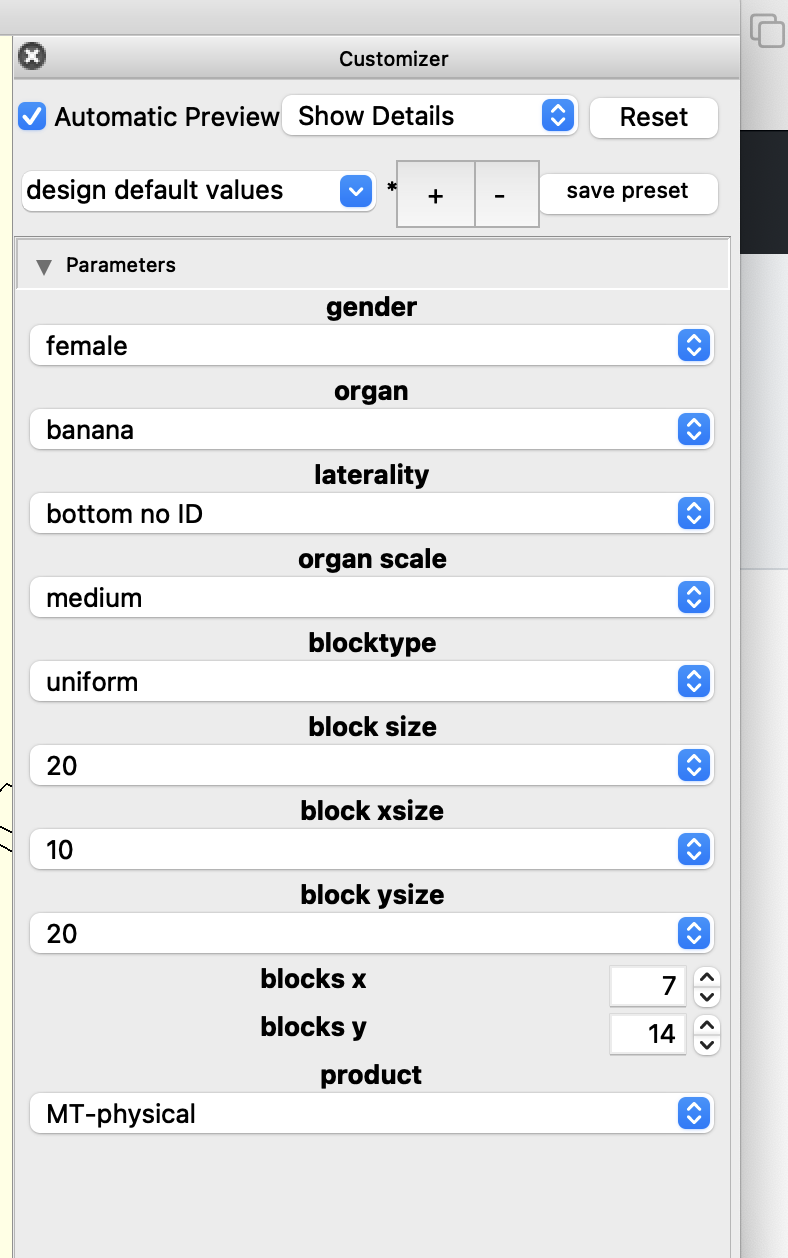 Customizer
Automatic Preview Show Details Reset
design default values * + - save preset
Parameters
gender
female
organ
banana
laterality
bottom no ID
organ scale
medium
blocktype
uniform
block size
20
block xsize
10
block ysize
20
blocks x 7
blocks y 14
product
MT-physical